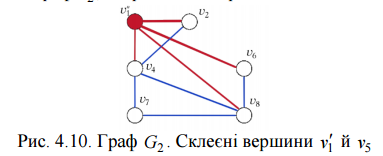 v₁″ v₂
v₆
v₄
v₇ v₈
Рис. 4.10. Граф G₂. Склеєні вершини v₁′ й v₅